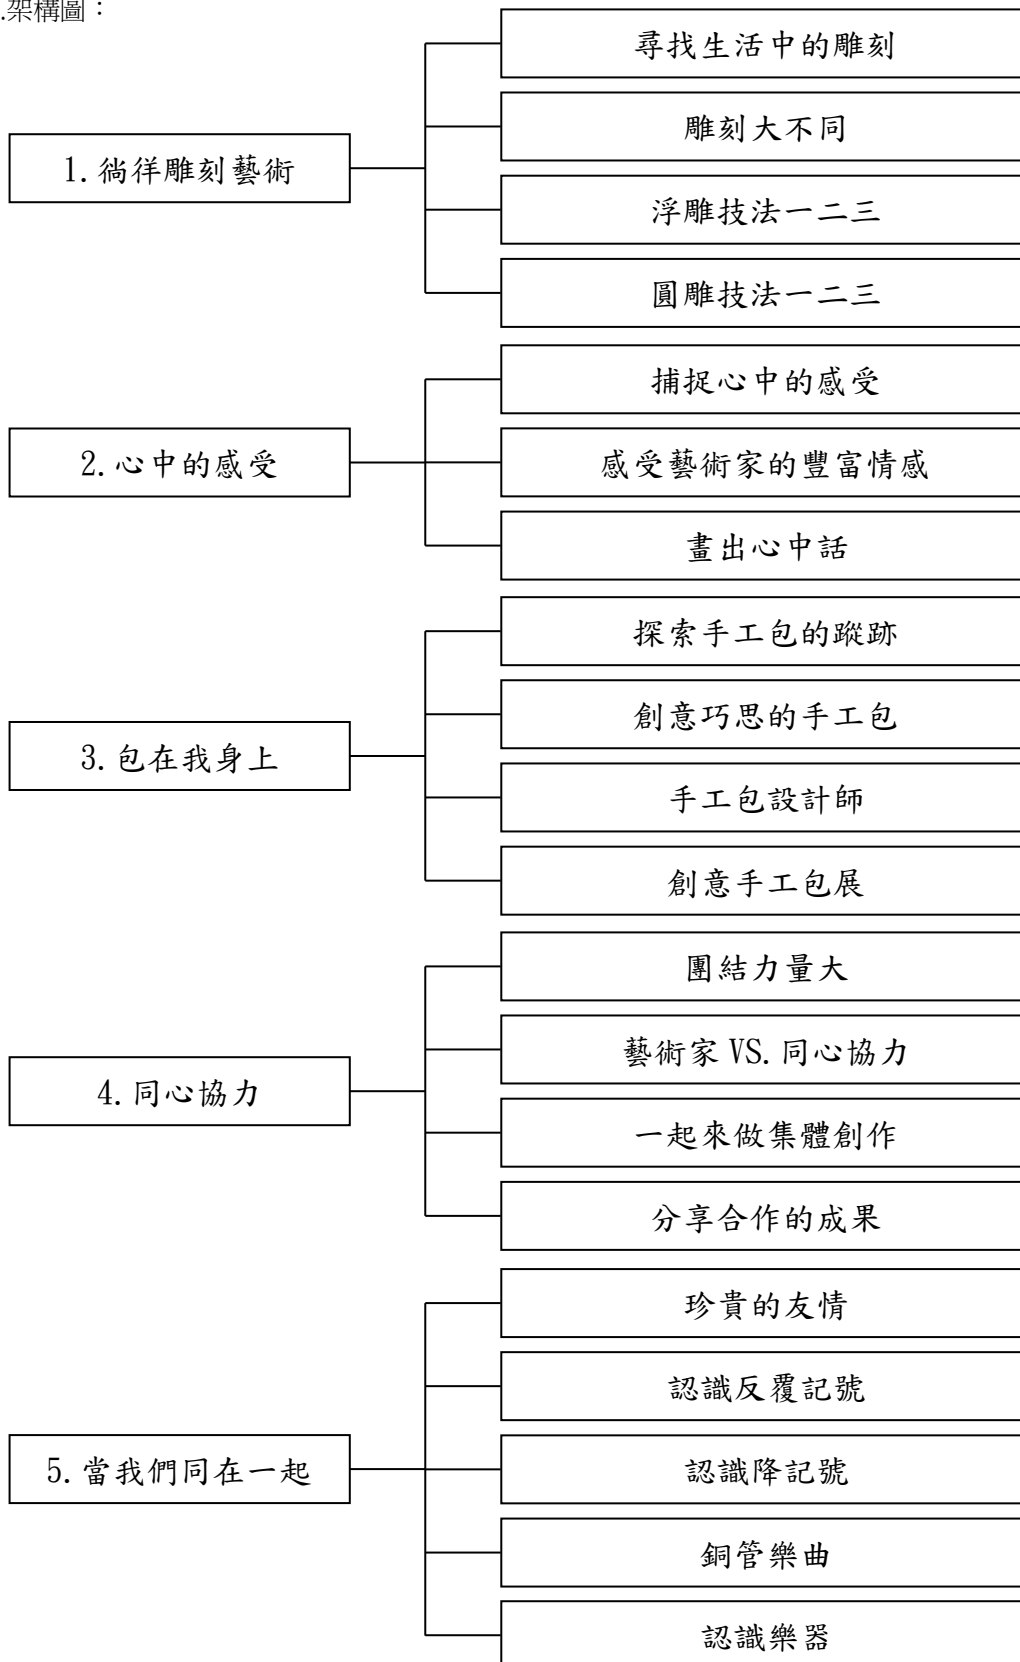 .架構圖：
1.徜徉雕刻藝術
尋找生活中的雕刻
雕刻大不同
浮雕技法一二三
圓雕技法一二三
2.心中的感受
捕捉心中的感受
感受藝術家的豐富情感
畫出心中話
3.包在我身上
探索手工包的蹤跡
創意巧思的手工包
手工包設計師
創意手工包展
4.同心協力
團結力量大
藝術家 VS.同心協力
一起來做集體創作
分享合作的成果
5.當我們同在一起
珍貴的友情
認識反覆記號
認識降記號
銅管樂曲
認識樂器